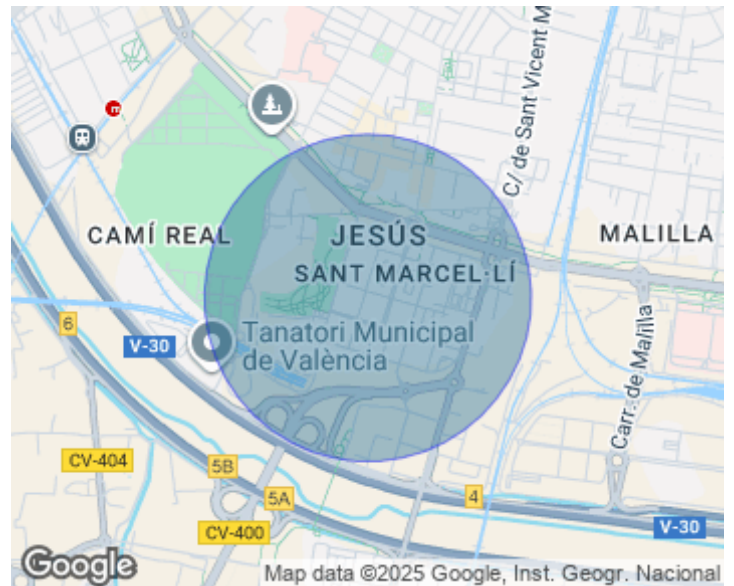 C/ de Sant Vicent M
CAMÍ REAL
JESÚS
MALILLA
SANT MARCEL·LÍ
6
V-30
Tanatori Municipal
de València
Carr. de Malilla
CV-404
5B
5A
4
CV-400
V-30
Google
Map data ©2025 Google, Inst. Geogr. Nacional